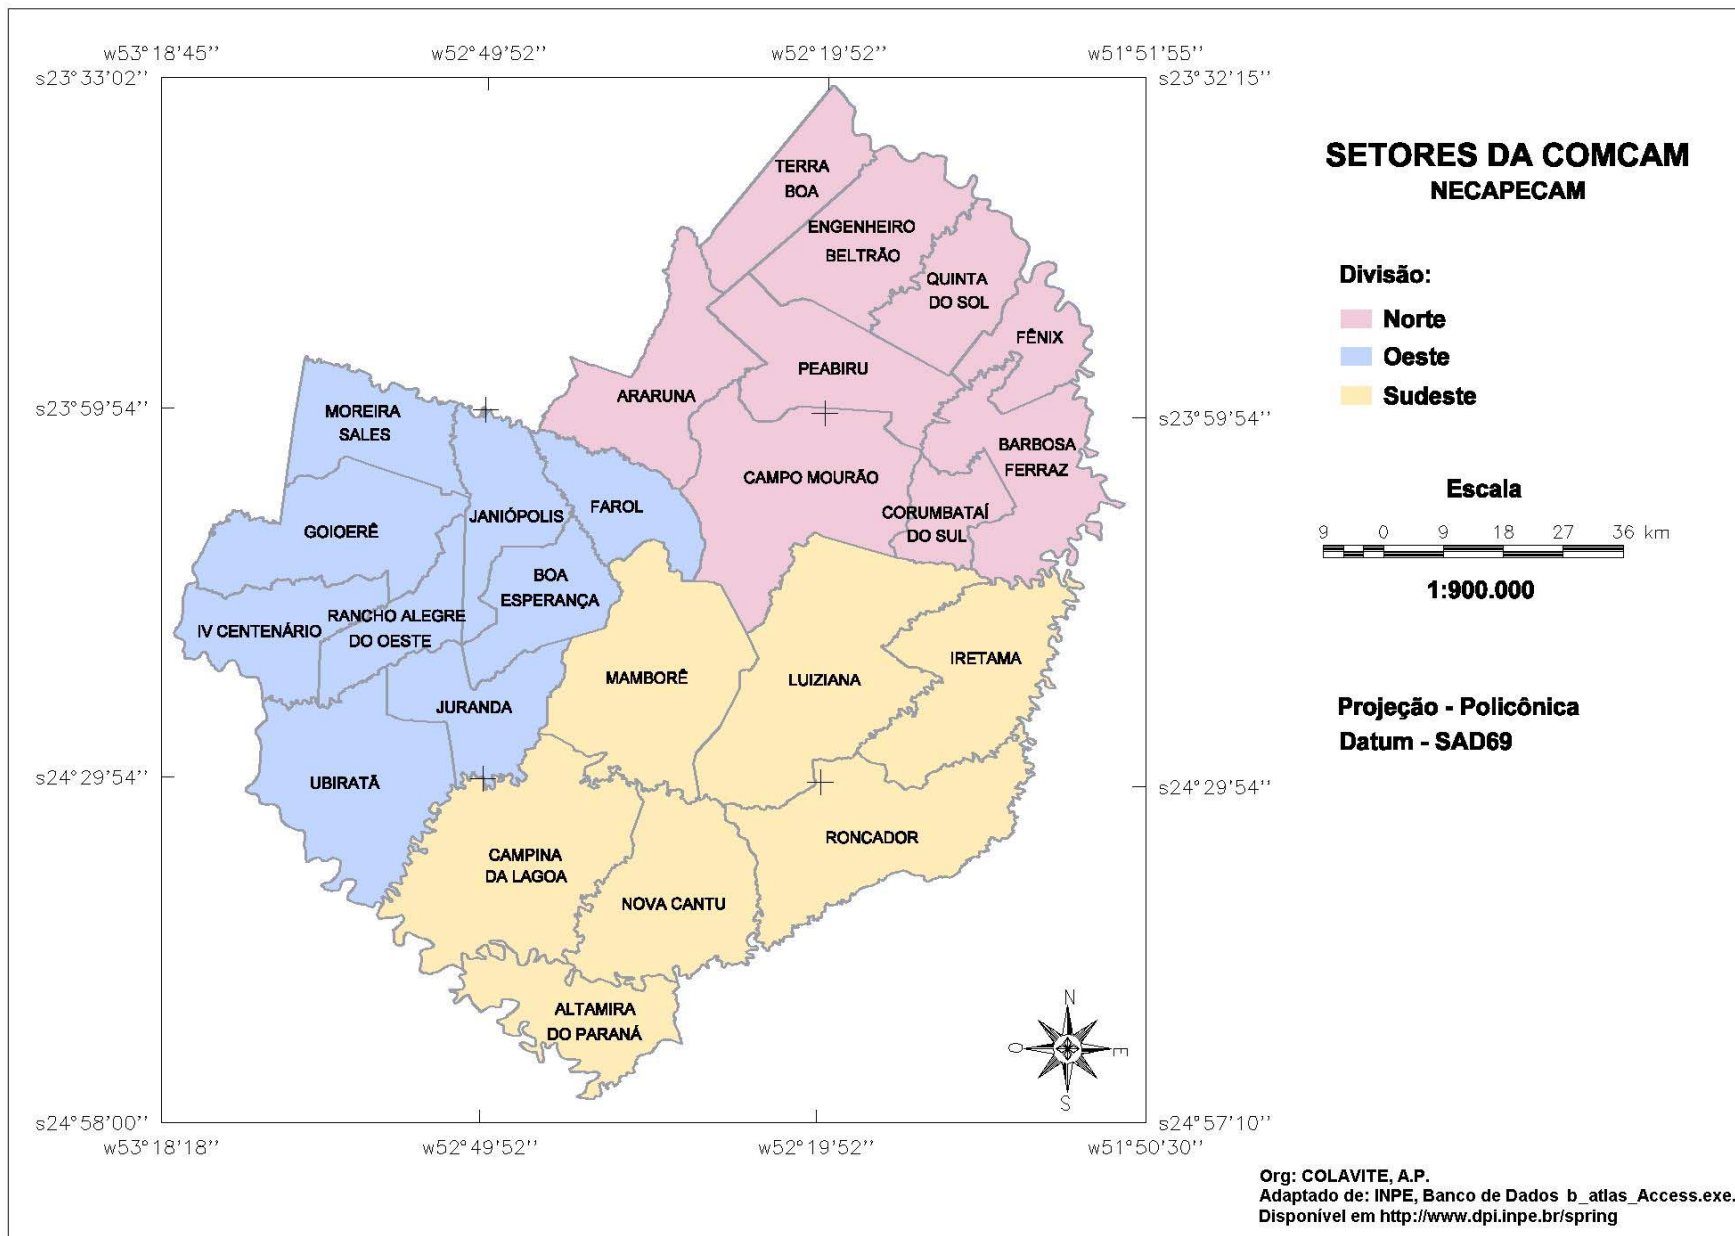 w53°18'45''
w52°49'52''
w52°19'52''
w51°51'55''
s23°33'02''
s23°32'15''
SETORES DA COMCAM
NECAPECAM
Divisão:
Norte
Oeste
Sudeste
Escala
9 0 9 18 27 36 km
1:900.000
Projeção - Policônica
Datum - SAD69
TERRA
BOA
ENGENHEIRO
BELTRÃO
QUINTA
DO SOL
FÊNIX
PEABIRU
ARARUNA
s23°59'54''
s23°59'54''
MOREIRA
SALES
BARBOSA
FERRAZ
CAMPO MOURÃO
FAROL
JANIÓPOLIS
GOIOERÊ
CORUMBATAÍ
DO SUL
BOA
ESPERANÇA
RANCHO ALEGRE
DO OESTE
IV CENTENÁRIO
IRETAMA
MAMBORÊ
LUIZIANA
JURANDA
s24°29'54''
s24°29'54''
UBIRATÃ
RONCADOR
CAMPINA
DA LAGOA
NOVA CANTU
ALTAMIRA
DO PARANÁ
N
O
E
S
s24°58'00''
s24°57'10''
w53°18'18''
w52°49'52''
w52°19'52''
w51°50'30''
Org: COLAVITE, A.P.
Adaptado de: INPE, Banco de Dados b_atlas_Access.exe.
Disponível em http://www.dpi.inpe.br/spring